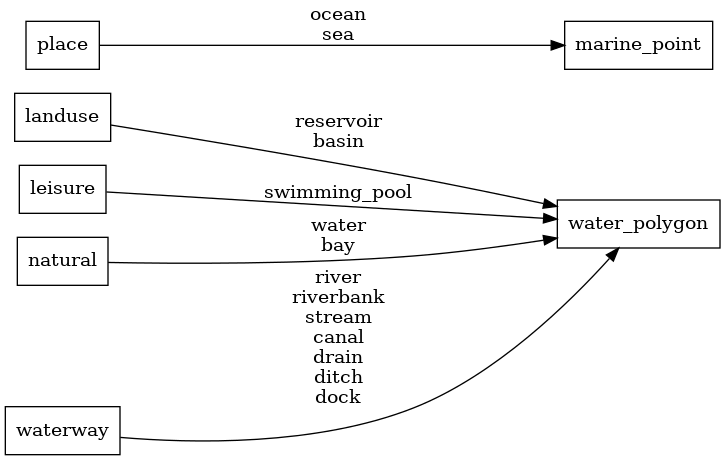 ocean
sea
place
marine_point
landuse
reservoir
basin
leisure
swimming_pool
water_polygon
natural
water
bay
river
riverbank
stream
canal
drain
ditch
dock
waterway